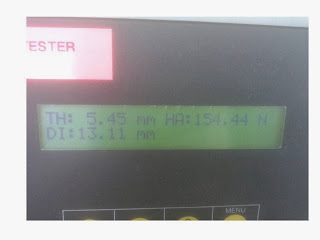 TESTER
TH: 5.45 mm HA:154.44 N
DI:13.11 mm
MENU